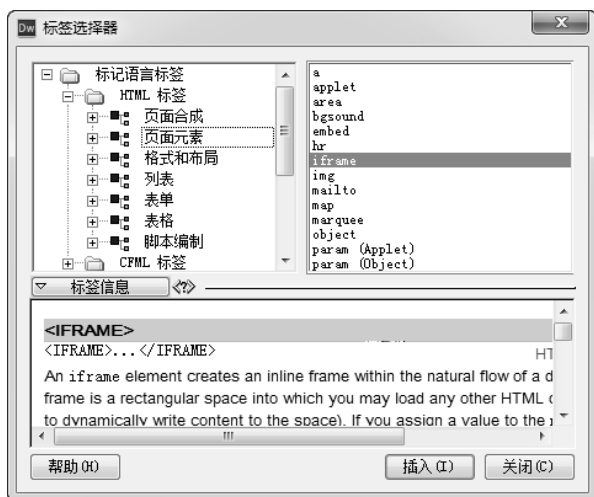 Dw 标签选择器
标记语言标签
HTML 标签
页面合成
页面元素
格式和布局
列表
表单
表格
脚本编制
CFML 标签
a
applet
area
bgsound
embed
hr
iframe
img
mailto
map
marquee
object
param (Applet)
param (Object)
标签信息
<IFRAME>
<IFRAME>...</IFRAME>
HT
An iframe element creates an inline frame within the natural flow of a d
frame is a rectangular space into which you may load any other HTML
to dynamically write content to the space). If you assign a value to the
帮助(H)
插入(I)
关闭(C)